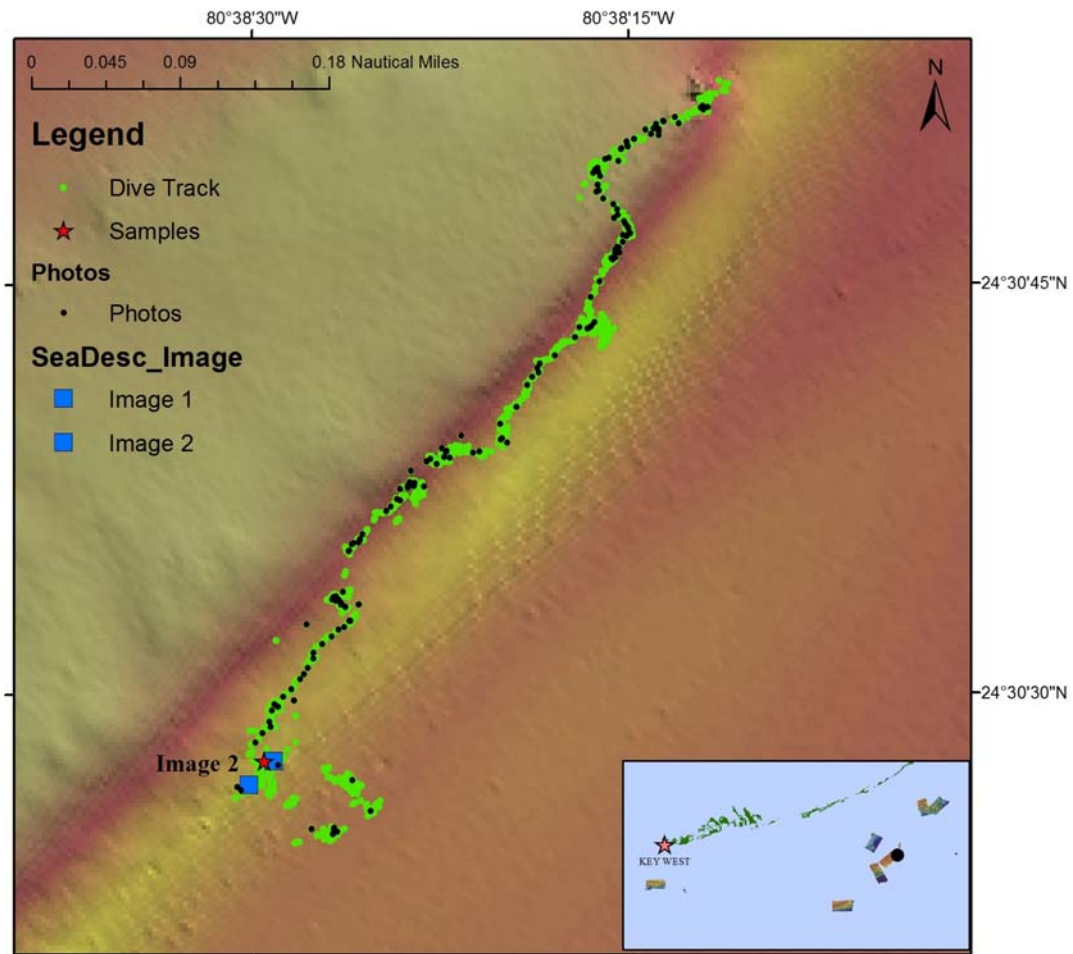 80°38'30"W 80°38'15"W
0 0.045 0.09 0.18 Nautical Miles
N
Legend
Dive Track
Samples
Photos
Photos
SeaDesc_Image
Image 1
Image 2
24°30'45"N
24°30'30"N
Image 2
KEY WEST